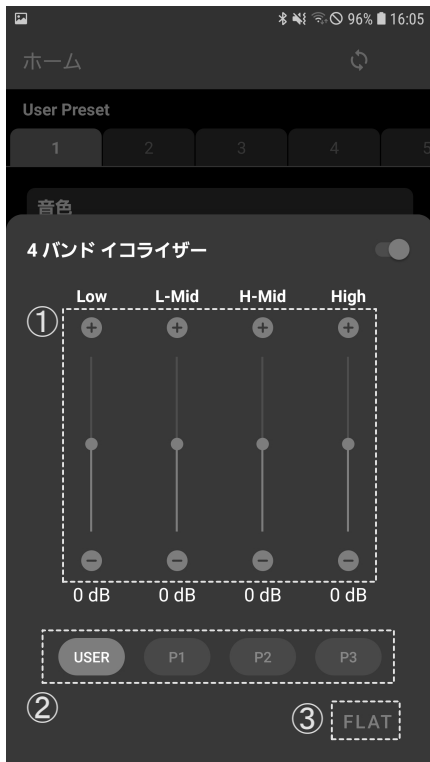 96% 16:05
ホーム
User Preset
1 2 3 4 5
音色
4 バンド イコライザー
Low L-Mid H-Mid High
①
0 dB 0 dB 0 dB 0 dB
USER P1 P2 P3
②
③ FLAT